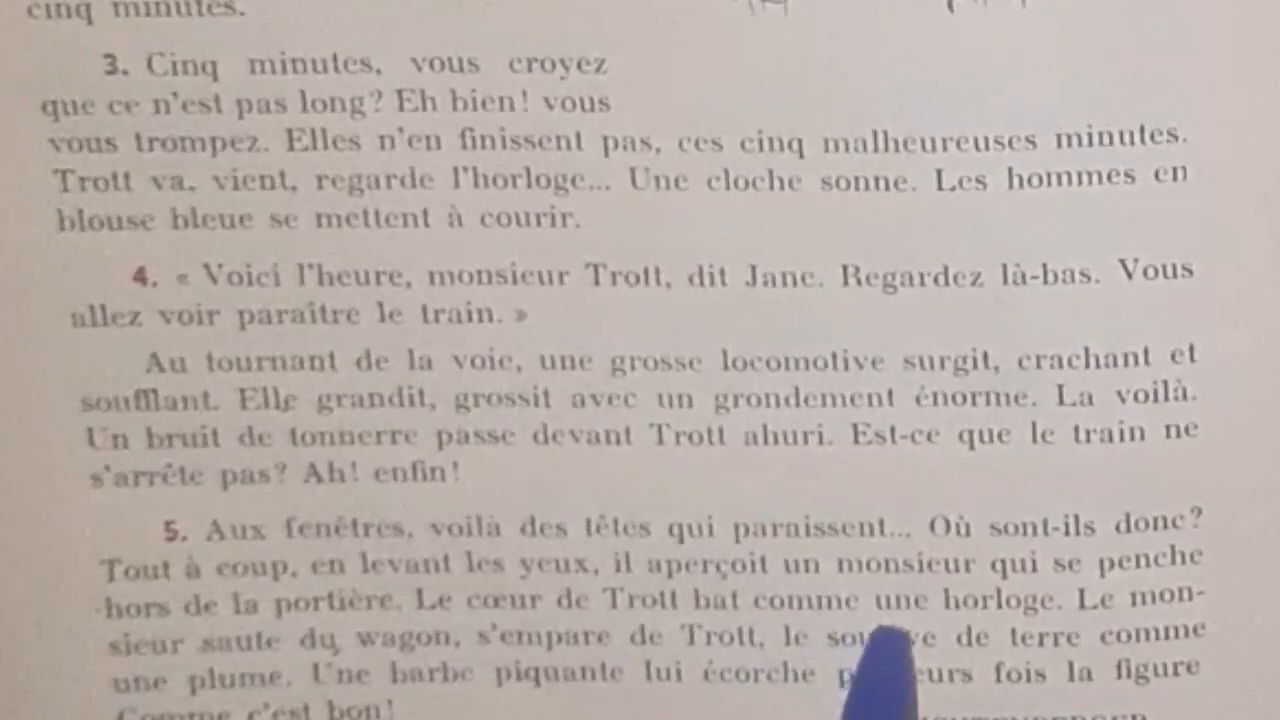 cinq minutes.
3. Cinq minutes, vous croyez
que ce n'est pas long? Eh bien! vous
vous trompez. Elles n'en finissent pas, ces cinq malheureuses minutes.
Trott va, vient, regarde l'horloge... Une cloche sonne. Les hommes en
blouse bleue se mettent à courir.
4. « Voici l'heure, monsieur Trott, dit Jane. Regardez là-bas. Vous
allez voir paraître le train. »
Au tournant de la voie, une grosse locomotive surgit, crachant et
soufflant. Elle grandit, grossit avec un grondement énorme. La voilà.
Un bruit de tonnerre passe devant Trott ahuri. Est-ce que le train ne
s'arrête pas? Ah! enfin!
5. Aux fenêtres, voilà des têtes qui paraissent... Où sont-ils donc?
Tout à coup, en levant les yeux, il aperçoit un monsieur qui se penche
hors de la portière. Le cœur de Trott bat comme une horloge. Le mon-
sieur saute du wagon, s'empare de Trott, le de terre comme
une plume. Une barbe piquante lui écorche fois la figure
Comme c'est bon!